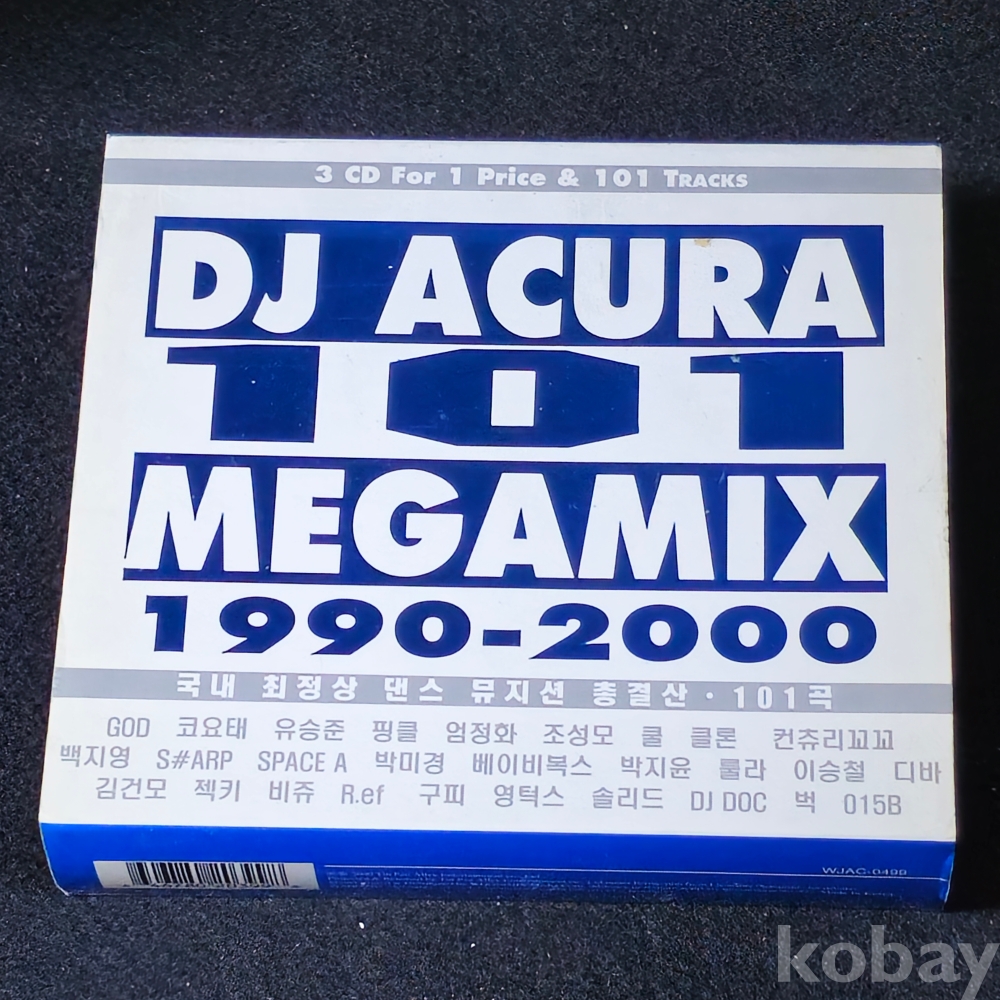 3 CD For 1 Price & 101 TRACKS
DJ ACURA
101
MEGAMIX
1990-2000
국내 최정상 댄스 뮤지션 총결산·101곡
GOD 코요태 유승준 핑클 엄정화 조성모 쿨 클론 컨츄리꼬꼬
백지영 S#ARP SPACE A 박미경 베이비복스 박지윤 룰라 이승철 디바
김건모 젝키 비쥬 R.ef 구피 영턱스 솔리드 DJ DOC 벅 015B
WJAC-0499
kobay